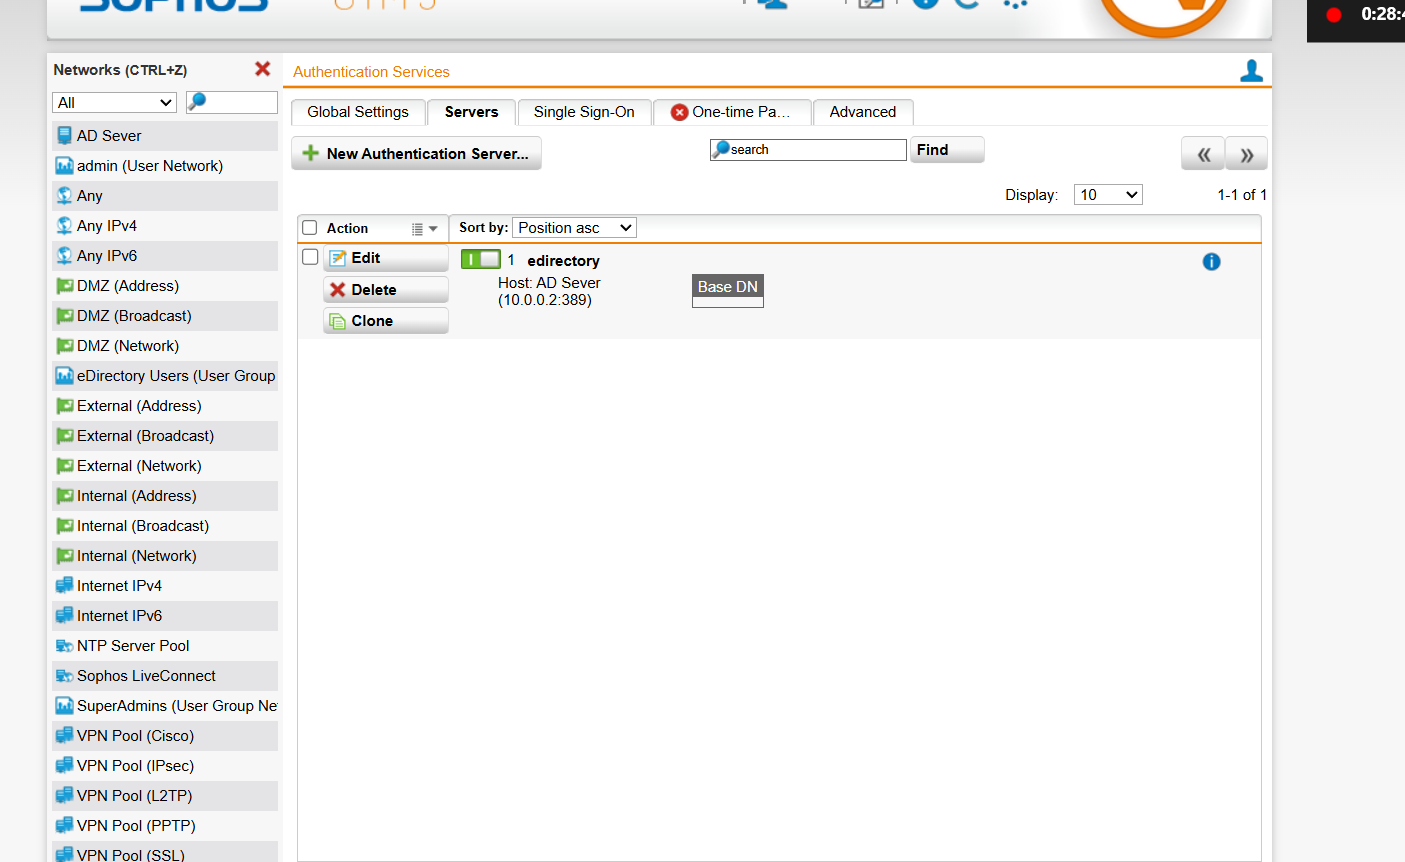 SOPHOS
UTM 9
0:28:4
Networks (CTRL+Z)
All
AD Sever
admin (User Network)
Any
Any IPv4
Any IPv6
DMZ (Address)
DMZ (Broadcast)
DMZ (Network)
eDirectory Users (User Group
External (Address)
External (Broadcast)
External (Network)
Internal (Address)
Internal (Broadcast)
Internal (Network)
Internet IPv4
Internet IPv6
NTP Server Pool
Sophos LiveConnect
SuperAdmins (User Group Ne
VPN Pool (Cisco)
VPN Pool (IPsec)
VPN Pool (L2TP)
VPN Pool (PPTP)
VPN Pool (SSL)
Authentication Services
Global Settings
Servers
Single Sign-On
One-time Pa...
Advanced
New Authentication Server...
search
Find
Display: 10
1-1 of 1
Action
Sort by: Position asc
Edit
Delete
Clone
1 edirectory
Host: AD Sever
(10.0.0.2:389)
Base DN